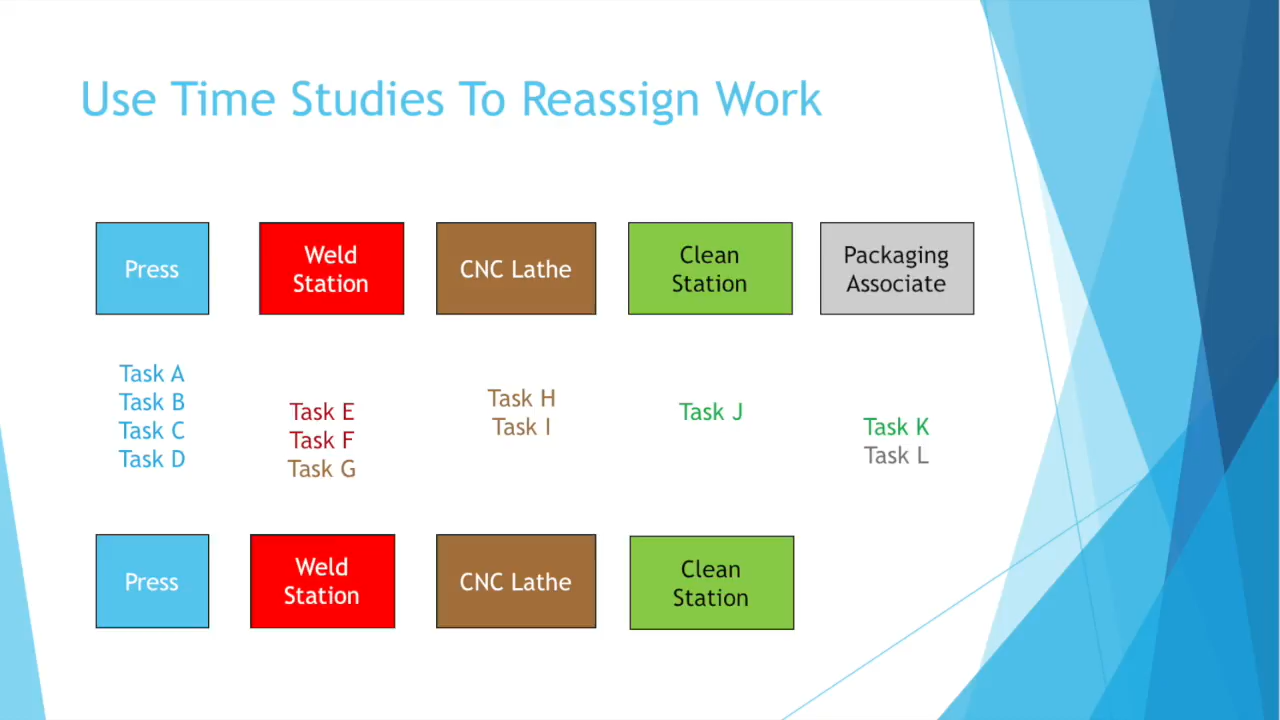 Use Time Studies To Reassign Work
Press
Weld
Station
CNC Lathe
Clean
Station
Packaging
Associate
Task A
Task B
Task C
Task D
Task E
Task F
Task G
Task H
Task I
Task J
Task K
Task L
Press
Weld
Station
CNC Lathe
Clean
Station